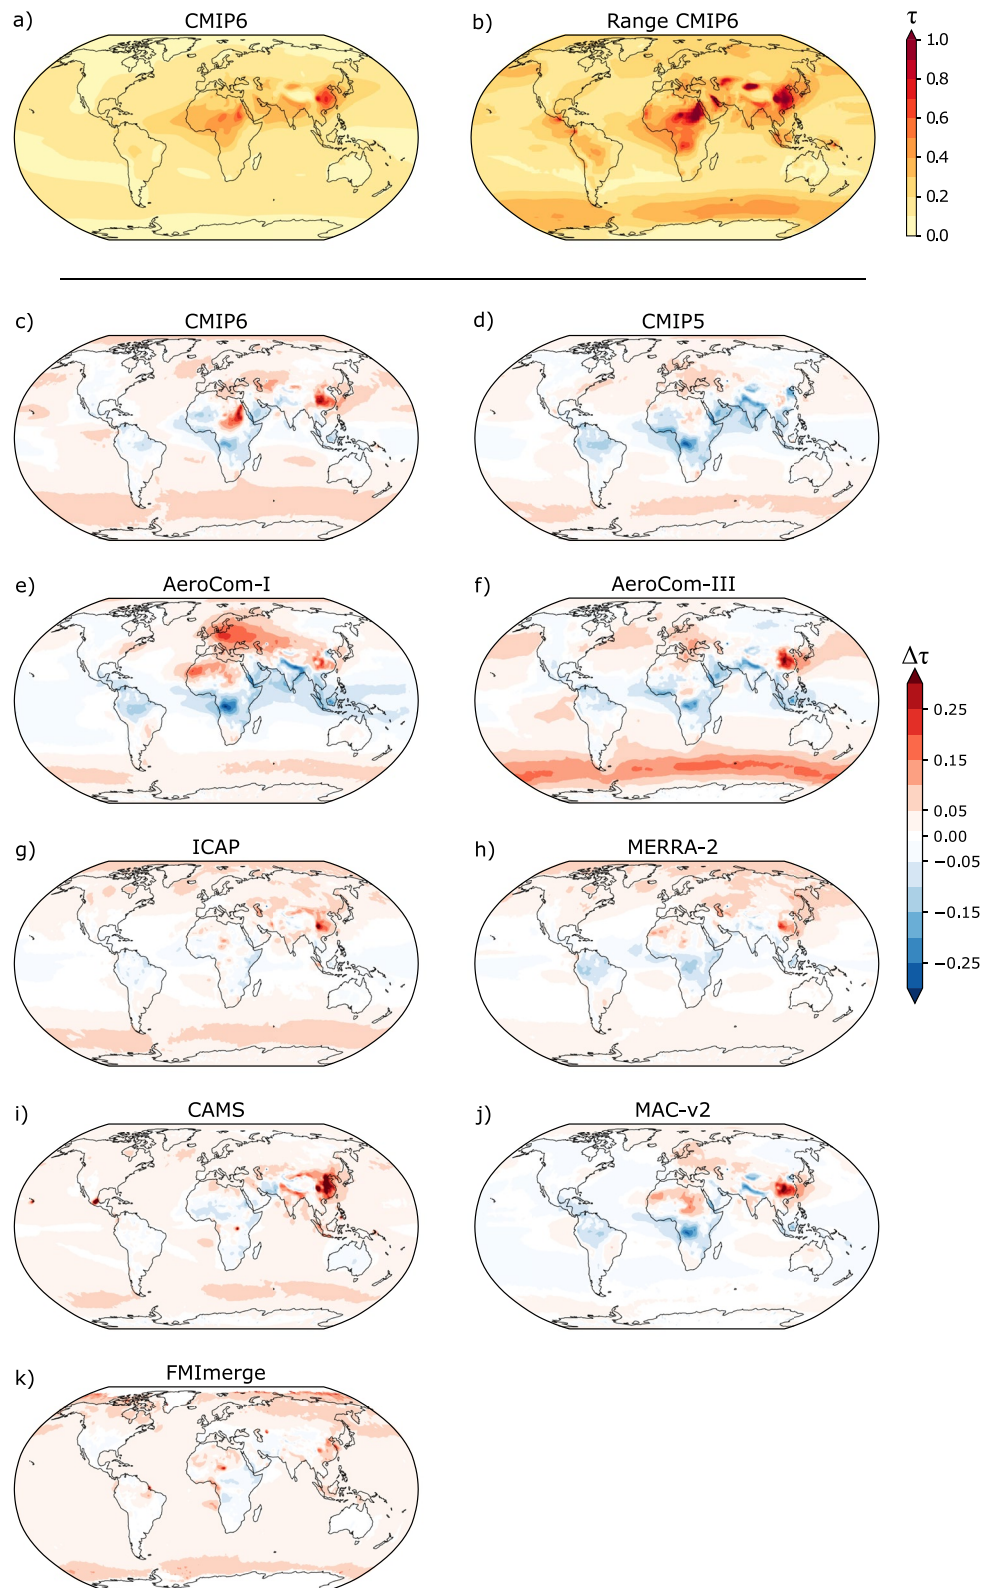 a) CMIP6
b) Range CMIP6
τ
1.0
0.8
0.6
0.4
0.2
0.0
c) CMIP6
d) CMIP5
e) AeroCom-I
f) AeroCom-III
Δτ
0.25
0.15
0.05
0.00
−0.05
−0.15
−0.25
g) ICAP
h) MERRA-2
i) CAMS
j) MAC-v2
k) FMImerge